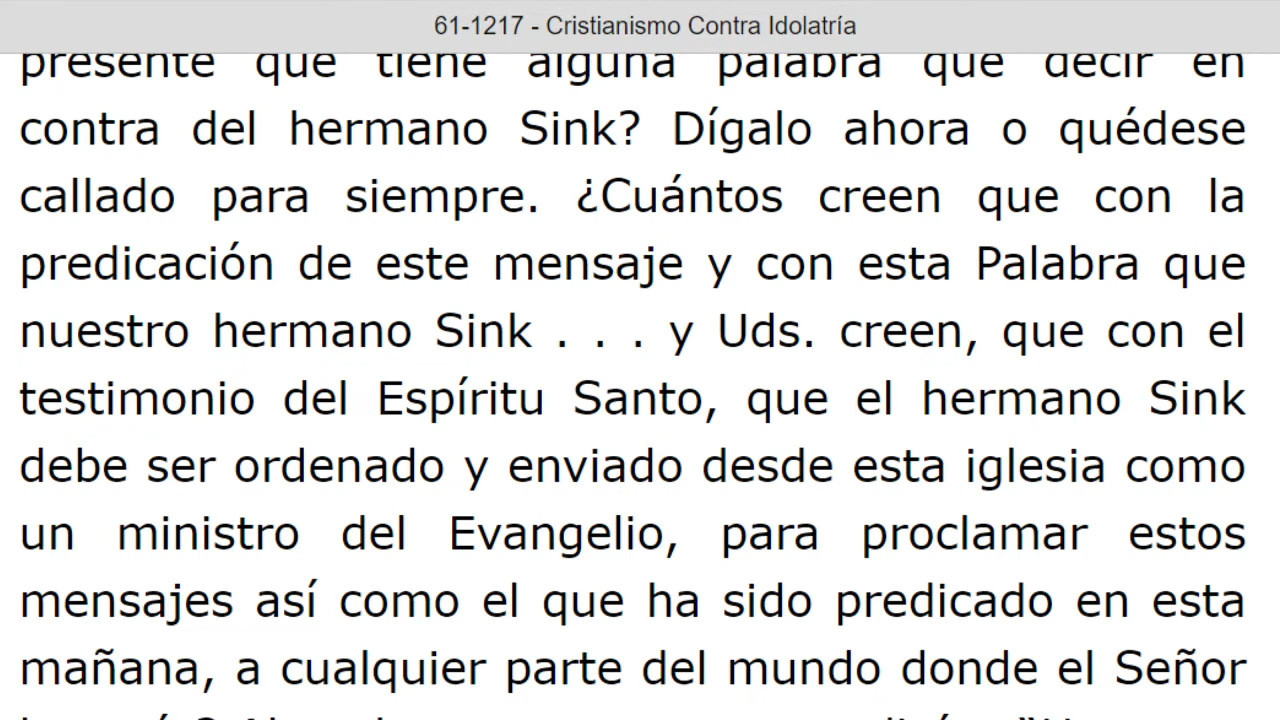 61-1217 - Cristianismo Contra Idolatría
presente que tiene alguna palabra que decir en
contra del hermano Sink? Dígalo ahora o quédese
callado para siempre. ¿Cuántos creen que con la
predicación de este mensaje y con esta Palabra que
nuestro hermano Sink . . . y Uds. creen, que con el
testimonio del Espíritu Santo, que el hermano Sink
debe ser ordenado y enviado desde esta iglesia como
un ministro del Evangelio, para proclamar estos
mensajes así como el que ha sido predicado en esta
mañana, a cualquier parte del mundo donde el Señor